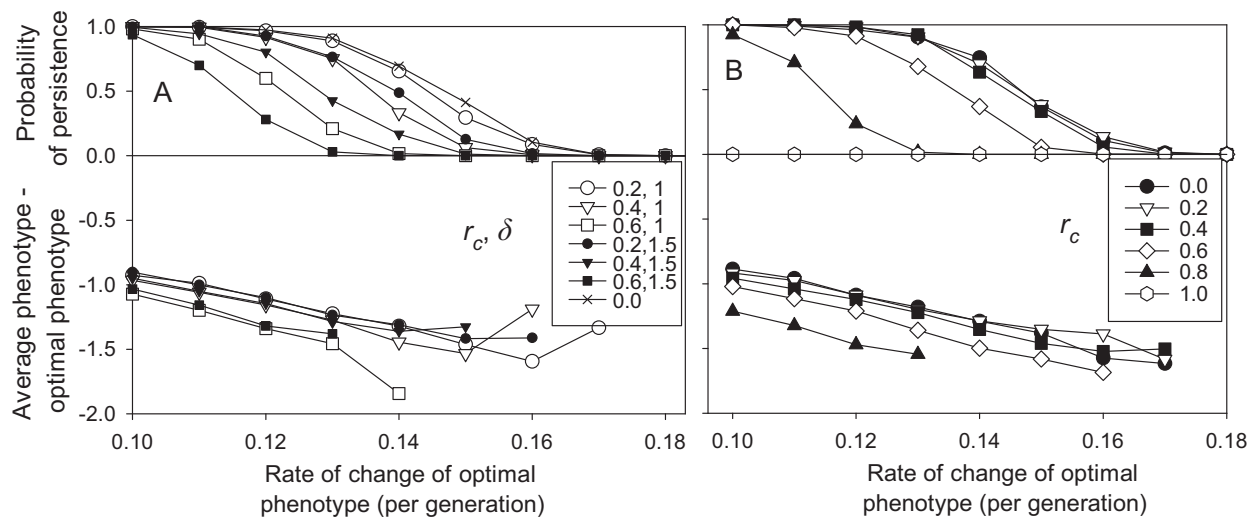 Probability
of persistence
Average phenotype -
optimal phenotype
1.0
0.5
0.0
-0.5
-1.0
-1.5
-2.0
A
r_c, δ
0.2, 1
0.4, 1
0.6, 1
0.2,1.5
0.4,1.5
0.6,1.5
0.0
0.10 0.12 0.14 0.16 0.18
Rate of change of optimal
phenotype (per generation)
B
r_c
0.0
0.2
0.4
0.6
0.8
1.0
0.10 0.12 0.14 0.16 0.18
Rate of change of optimal
phenotype (per generation)